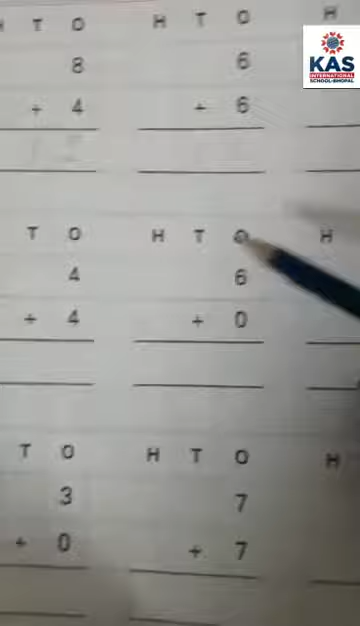 H T O H T O H
8 6
+ 4 + 6
KAS
INTERNATIONAL
SCHOOL-BHOPAL
T O H T O H
4 6
+ 4 + 0
T O H T O H
3 7
+ 0 + 7